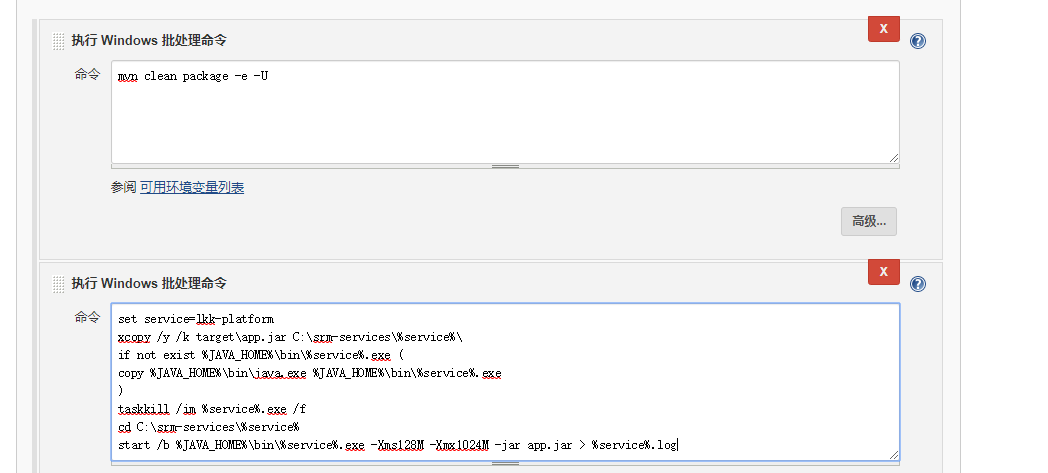 执行 Windows 批处理命令
X
命令
mvn clean package -e -U
参阅 可用环境变量列表
高级...
执行 Windows 批处理命令
X
命令
set service=lkk-platform
xcopy /y /k target\app.jar C:\srm-services\%service%\
if not exist %JAVA_HOME%\bin\%service%.exe (
copy %JAVA_HOME%\bin\java.exe %JAVA_HOME%\bin\%service%.exe
)
taskkill /im %service%.exe /f
cd C:\srm-services\%service%
start /b %JAVA_HOME%\bin\%service%.exe -Xms128M -Xmx1024M -jar app.jar > %service%.log